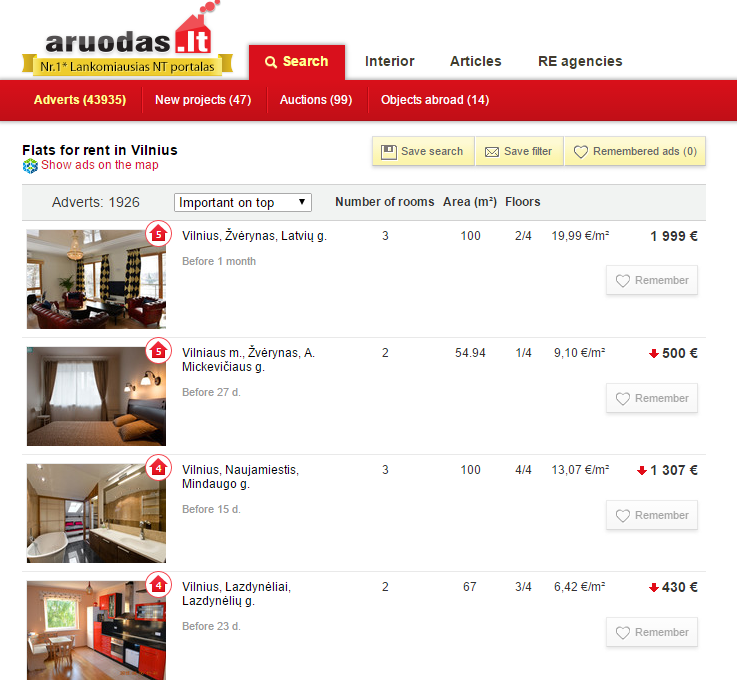 aruodas.lt
Nr.1* Lankomiausias NT portalas
Search
Interior
Articles
RE agencies
Adverts (43935)
New projects (47)
Auctions (99)
Objects abroad (14)
Flats for rent in Vilnius
Show ads on the map
Save search
Save filter
Remembered ads (0)
Adverts: 1926
Important on top
Number of rooms
Area (m²)
Floors
5
Vilnius, Žvėrynas, Latvių g.
3
100
2/4
19,99 €/m²
1 999 €
Before 1 month
Remember
5
Vilniaus m., Žvėrynas, A.
Mickevičiaus g.
2
54.94
1/4
9,10 €/m²
500 €
Before 27 d.
Remember
4
Vilnius, Naujamiestis,
Mindaugo g.
3
100
4/4
13,07 €/m²
1 307 €
Before 15 d.
Remember
4
Vilnius, Lazdynėliai,
Lazdynėlių g.
2
67
3/4
6,42 €/m²
430 €
Before 23 d.
Remember